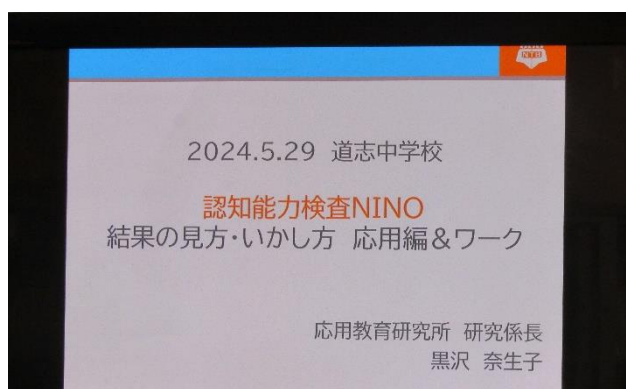 NTB
2024.5.29 道志中学校
認知能力検査NINO
結果の見方・いかし方 応用編＆ワーク
応用教育研究所 研究係長
黒沢 奈生子